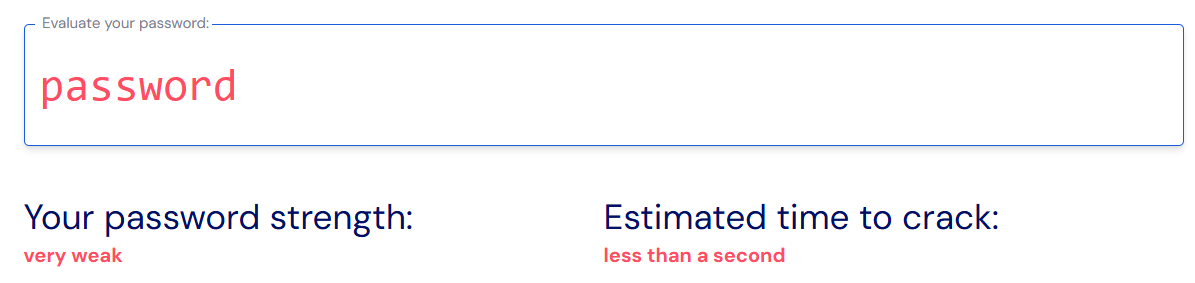 Evaluate your password:
password
Your password strength:
very weak
Estimated time to crack:
less than a second